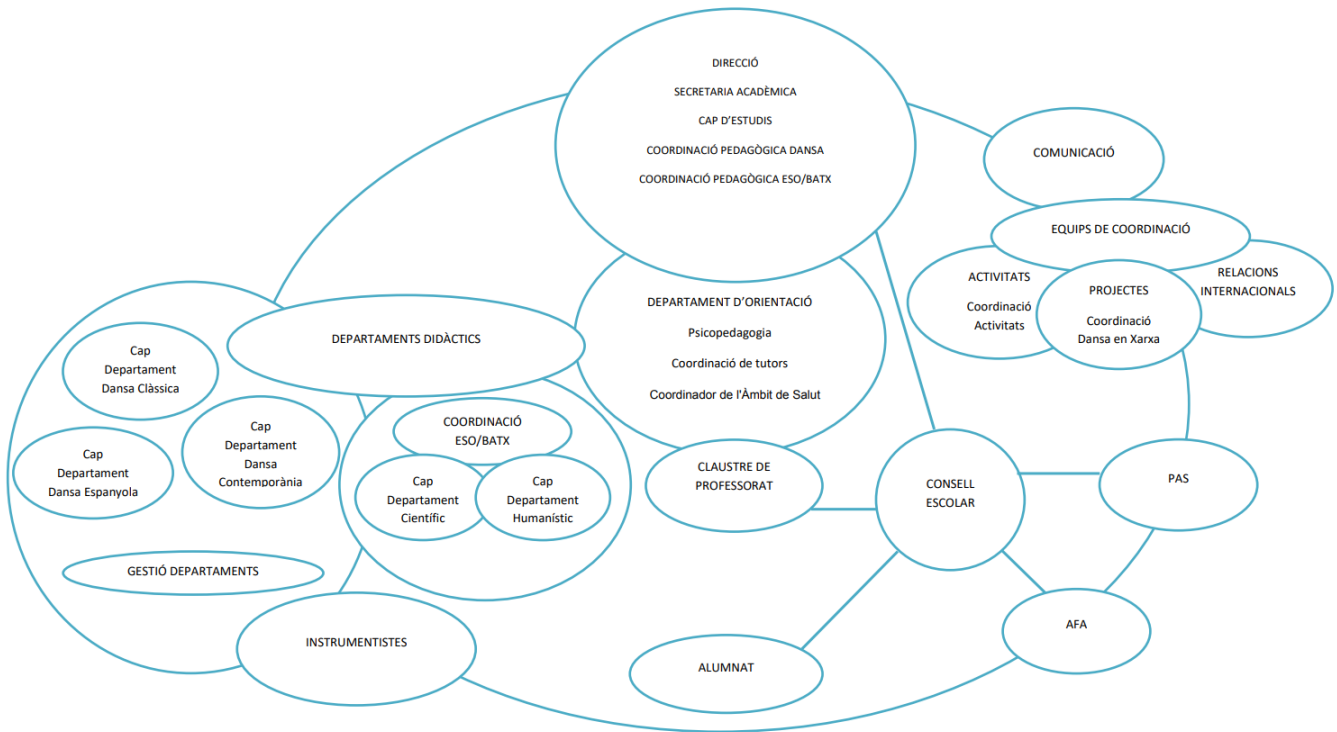 DIRECCIÓ
SECRETARIA ACADÈMICA
CAP D'ESTUDIS
COORDINACIÓ PEDAGÒGICA DANSA
COORDINACIÓ PEDAGÒGICA ESO/BATX
COMUNICACIÓ
EQUIPS DE COORDINACIÓ
ACTIVITATS
Coordinació
Activitats
PROJECTES
Coordinació
Dansa en Xarxa
RELACIONS
INTERNACIONALS
DEPARTAMENT D'ORIENTACIÓ
Psicopedagogia
Coordinació de tutors
Coordinador de l'Àmbit de Salut
DEPARTAMENTS DIDÀCTICS
Cap
Departament
Dansa Clàssica
Cap
Departament
Dansa
Contemporània
Cap
Departament
Dansa Espanyola
COORDINACIÓ
ESO/BATX
Cap
Departament
Científic
Cap
Departament
Humanístic
CLAUSTRE DE
PROFESSORAT
CONSELL
ESCOLAR
PAS
GESTIÓ DEPARTAMENTS
INSTRUMENTISTES
ALUMNAT
AFA